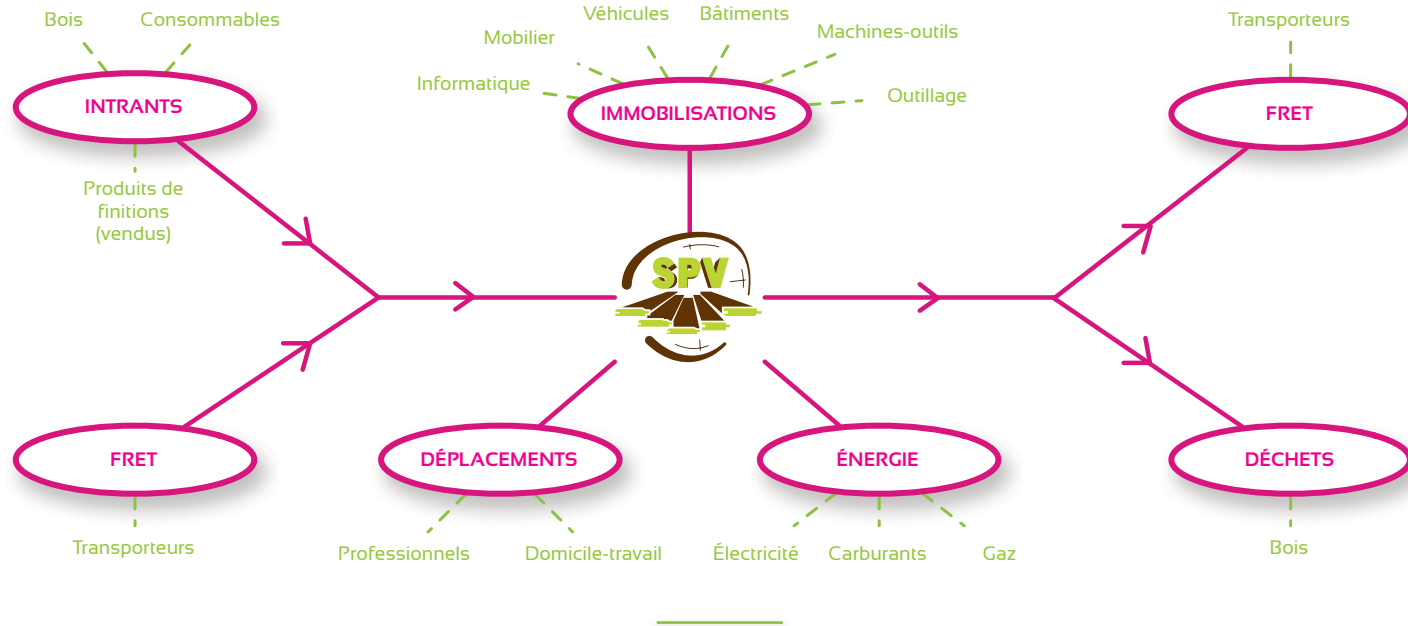 Bois
Consommables
INTRANTS
Produits de
finitions
(vendus)
Informatique
Mobilier
Véhicules
Bâtiments
Machines-outils
Outillage
IMMOBILISATIONS
Transporteurs
FRET
SPV
FRET
Transporteurs
DÉPLACEMENTS
Professionnels
Domicile-travail
ÉNERGIE
Électricité
Carburants
Gaz
DÉCHETS
Bois